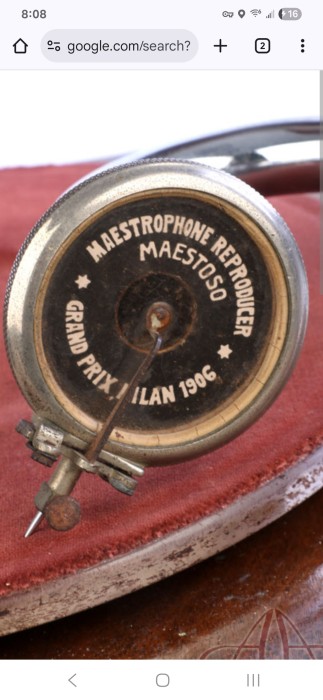 8:08
16
google.com/search?
2
MAESTROPHONE REPRODUCER
MAESTOSO
GRAND PRIX, MILAN 1906